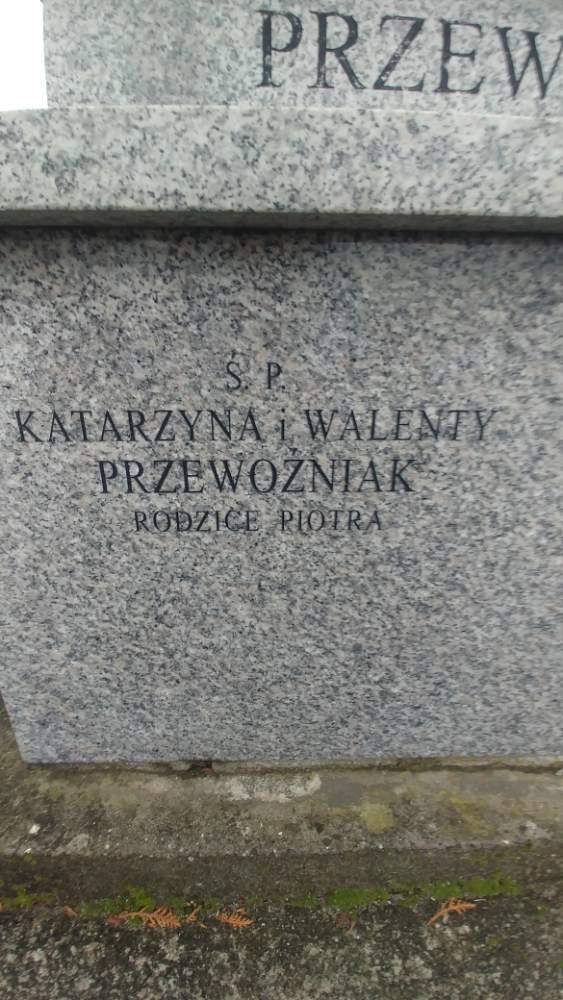 PRZEW
Ś. P.
KATARZYNA i WALENTY
PRZEWOŹNIAK
RODZICE PIOTRA